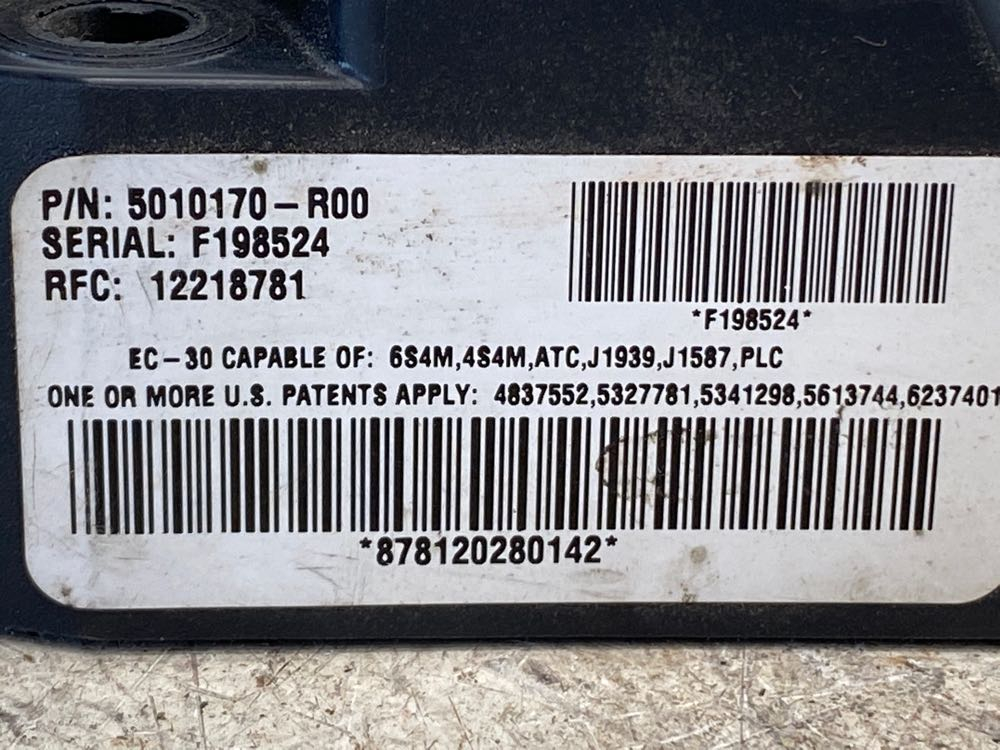 P/N: 5010170-R00
SERIAL: F198524
RFC: 12218781
*F198524*
EC-30 CAPABLE OF: 6S4M,4S4M,ATC,J1939,J1587,PLC
ONE OR MORE U.S. PATENTS APPLY: 4837552,5327781,5341298,5613744,6237401
*878120280142*